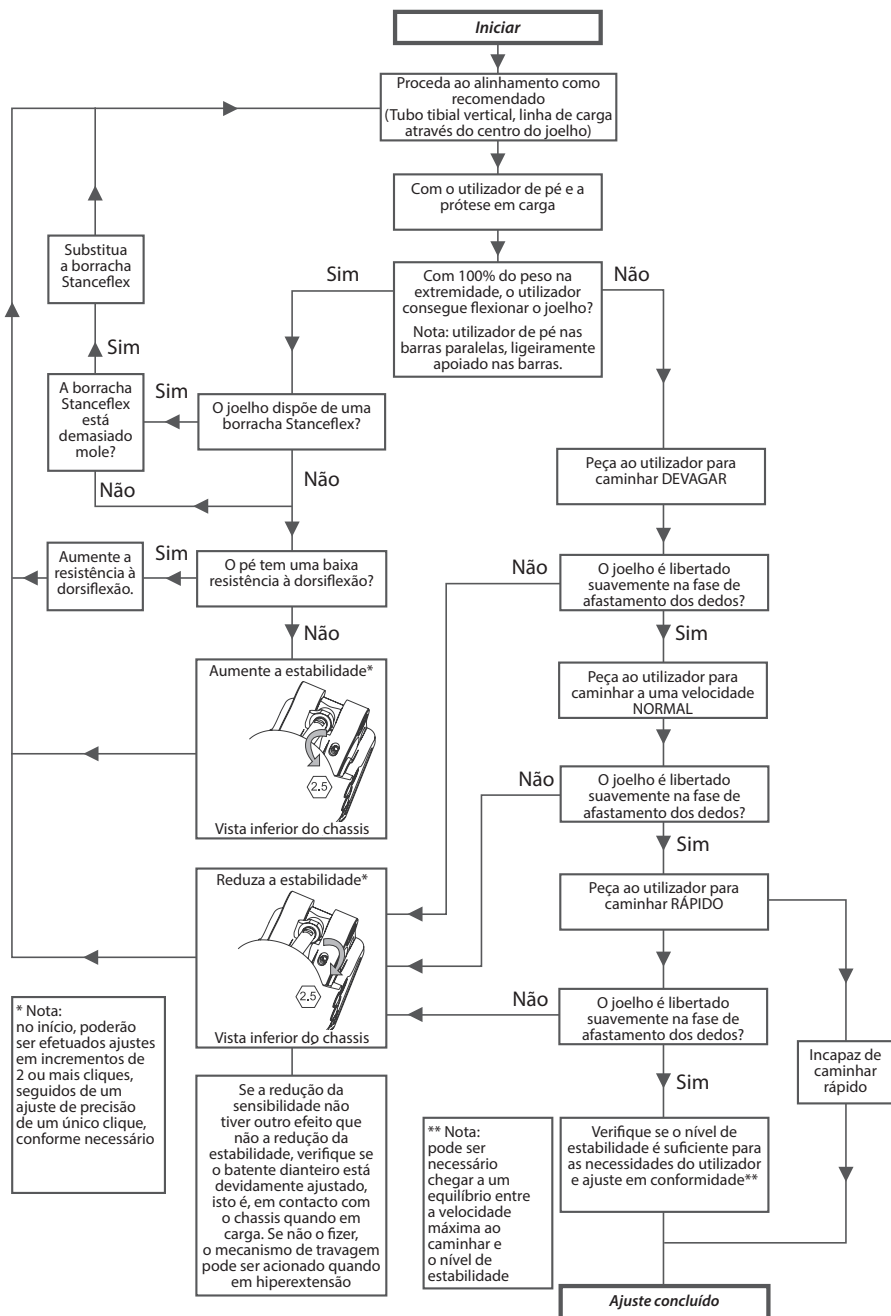 Iniciar
Proceda ao alinhamento como
recomendado
(Tubo tibial vertical, linha de carga
através do centro do joelho)
Com o utilizador de pé e a
prótese em carga
Com 100% do peso na
extremidade, o utilizador
consegue flexionar o joelho?
Nota: utilizador de pé nas
barras paralelas, ligeiramente
apoiado nas barras.
Sim
Não
Substitua
a borracha
Stanceflex
Sim
A borracha
Stanceflex
está
demasiado
mole?
Sim
O joelho dispõe de uma
borracha Stanceflex?
Não
Não
Peça ao utilizador para
caminhar DEVAGAR
Aumente a
resistência à
dorsiflexão.
Sim
O pé tem uma baixa
resistência à dorsiflexão?
Não
O joelho é libertado
suavemente na fase de
afastamento dos dedos?
Não
Sim
Aumente a estabilidade*
2.5
Vista inferior do chassis
Peça ao utilizador para
caminhar a uma velocidade
NORMAL
Não
O joelho é libertado
suavemente na fase de
afastamento dos dedos?
Sim
Reduza a estabilidade*
2.5
Vista inferior do chassis
Peça ao utilizador para
caminhar RÁPIDO
Não
O joelho é libertado
suavemente na fase de
afastamento dos dedos?
Sim
Incapaz de
caminhar
rápido
* Nota:
no início, poderão
ser efetuados ajustes
em incrementos de
2 ou mais cliques,
seguidos de um
ajuste de precisão
de um único clique,
conforme necessário
Se a redução da
sensibilidade não
tiver outro efeito que
não a redução da
estabilidade, verifique se
o batente dianteiro está
devidamente ajustado,
isto é, em contacto com
o chassis quando em
carga. Se não o fizer,
o mecanismo de travagem
pode ser acionado quando
em hiperextensão
** Nota:
pode ser
necessário
chegar a um
equilíbrio entre
a velocidade
máxima ao
caminhar e
o nível de
estabilidade
Verifique se o nível de
estabilidade é suficiente para
as necessidades do utilizador
e ajuste em conformidade**
Ajuste concluído